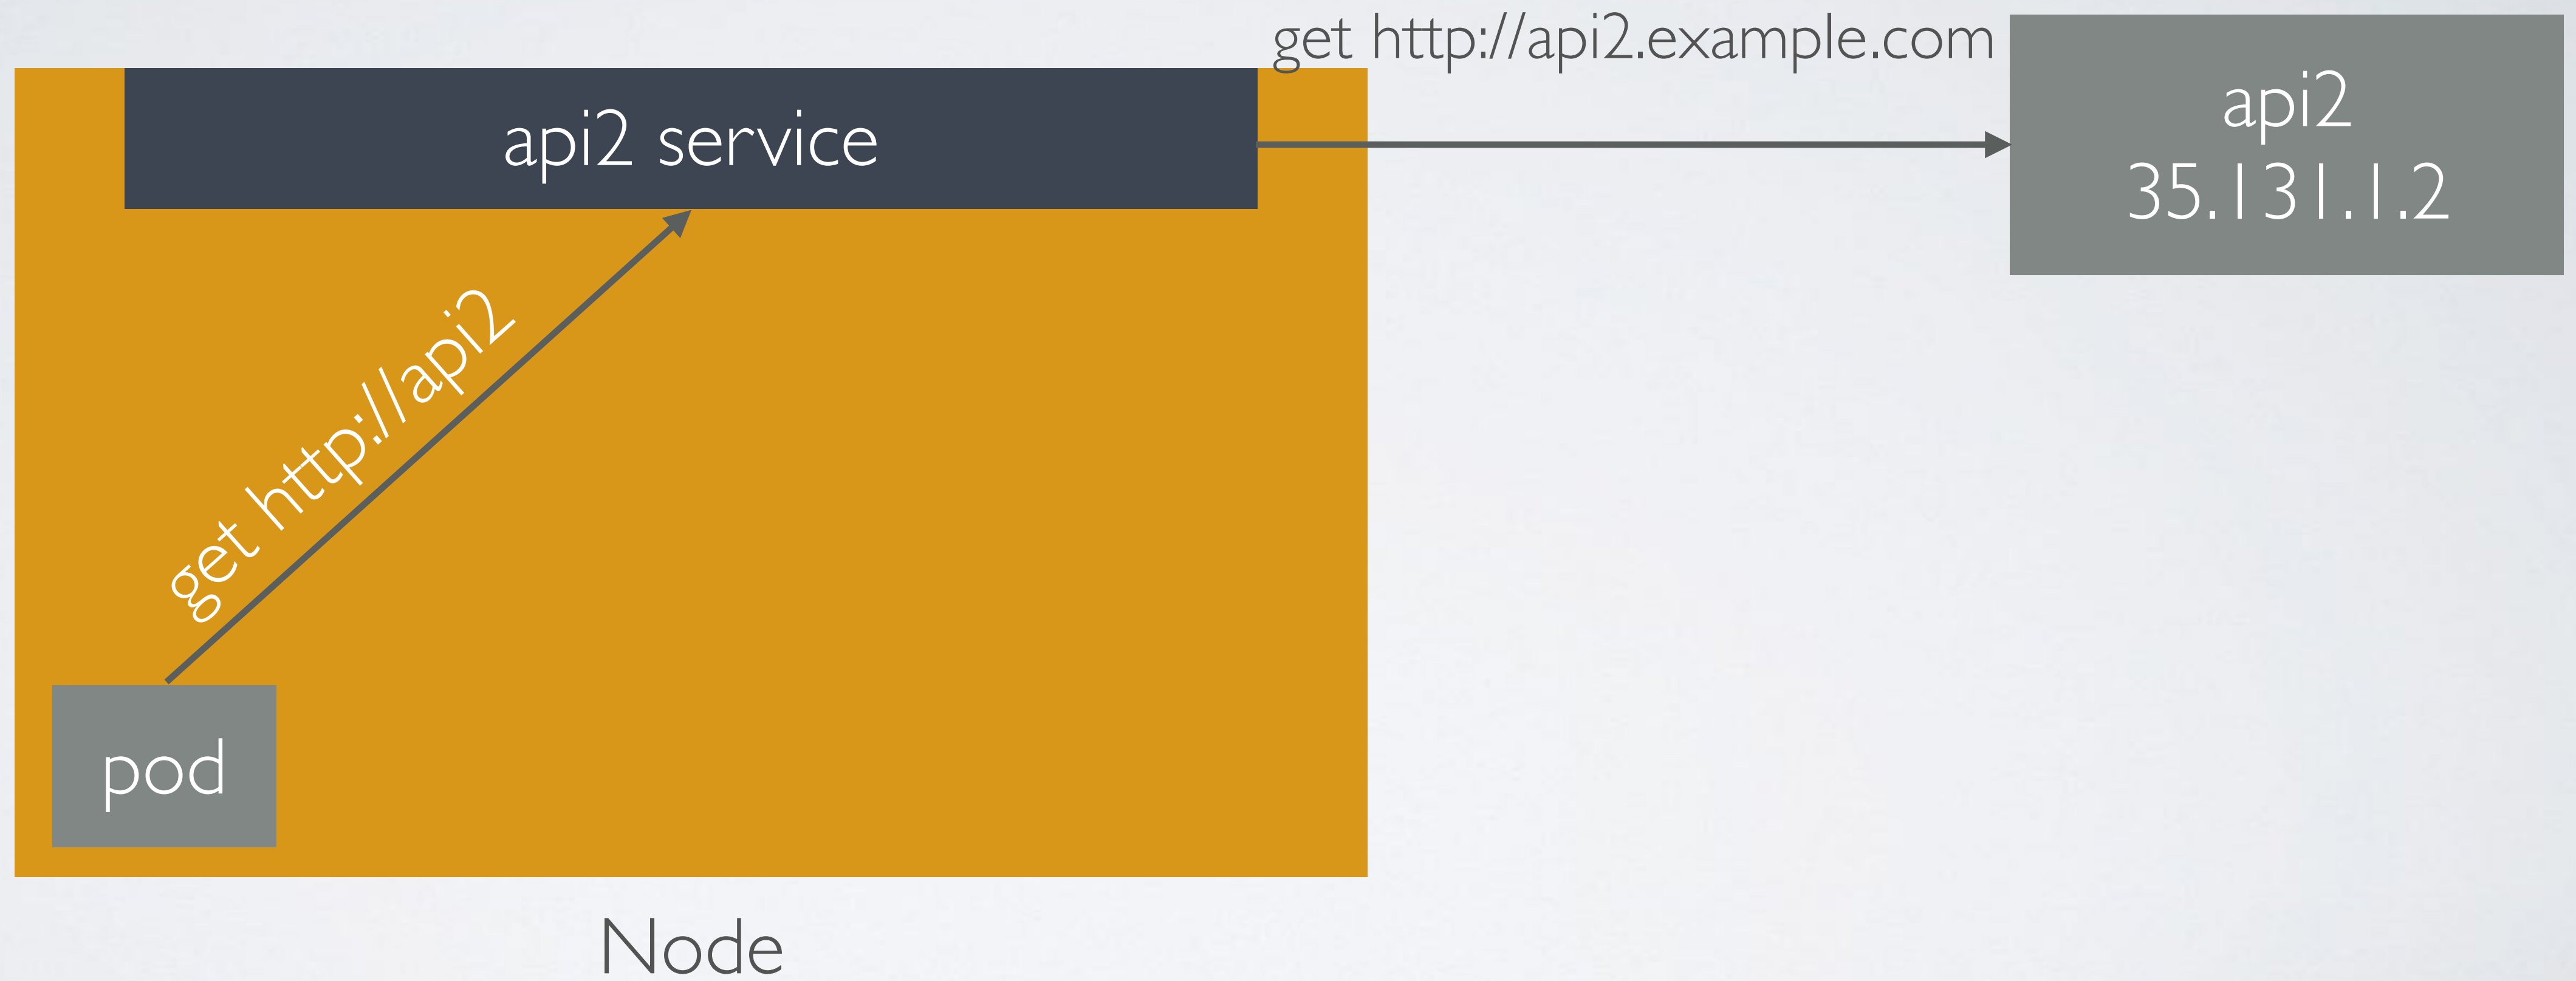 get http://api2.example.com
api2 service
api2
35.131.1.2
get http://api2
pod
Node